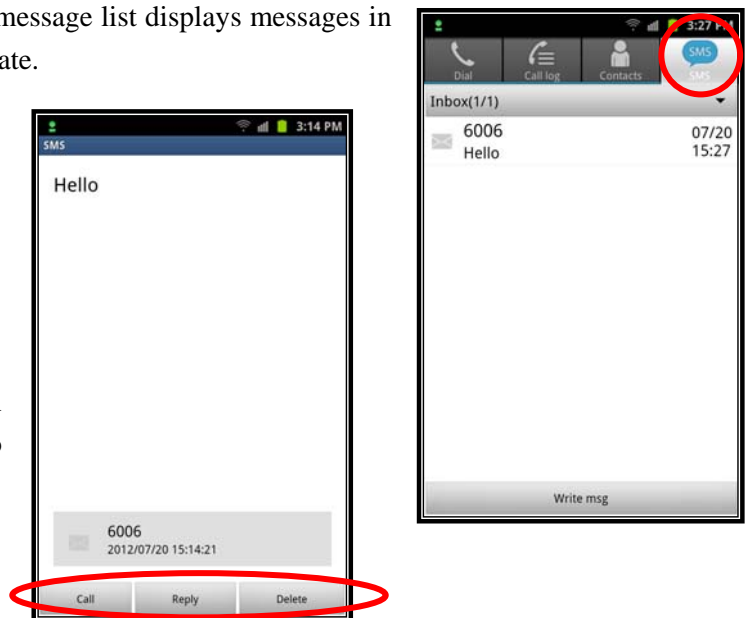 message list displays messages in
ate.
3:14 PM
SMS
Hello
6006
2012/07/20 15:14:21
Call Reply Delete
3:27 PM
SMS
Dial Call log Contacts SMS
Inbox(1/1)
6006 07/20
Hello 15:27
Write msg